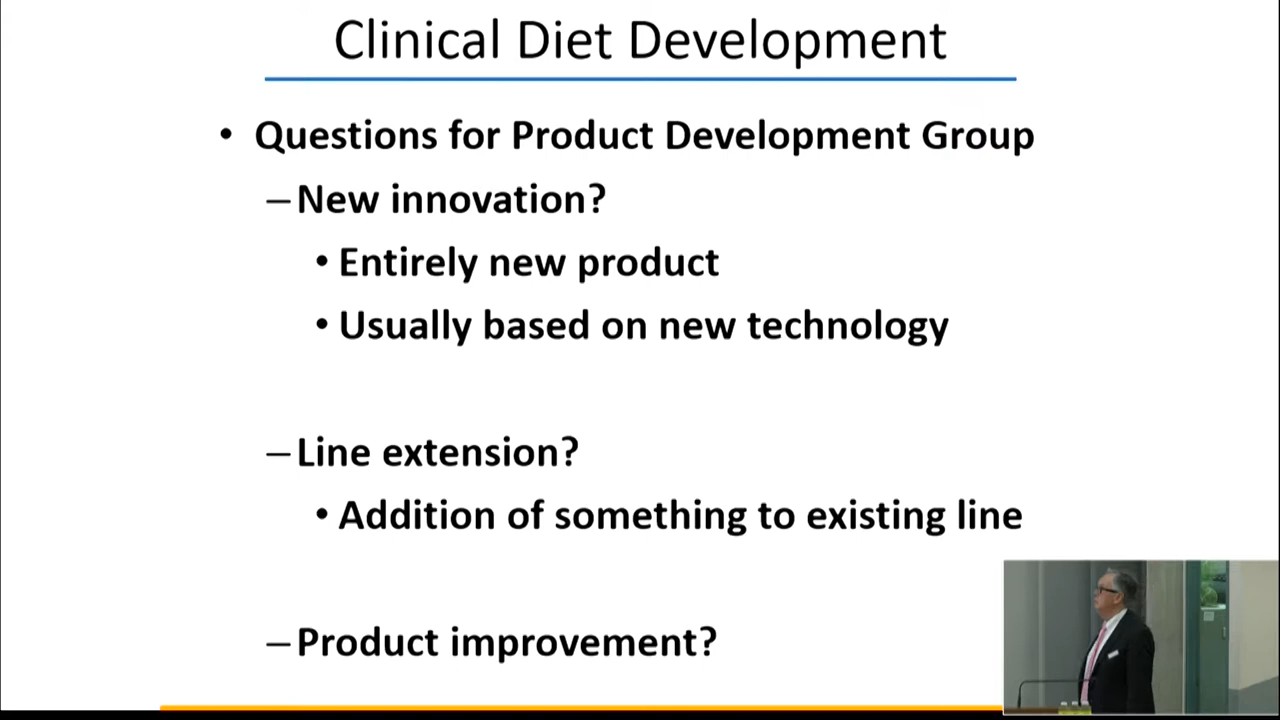 Clinical Diet Development
• Questions for Product Development Group
– New innovation?
• Entirely new product
• Usually based on new technology
– Line extension?
• Addition of something to existing line
– Product improvement?